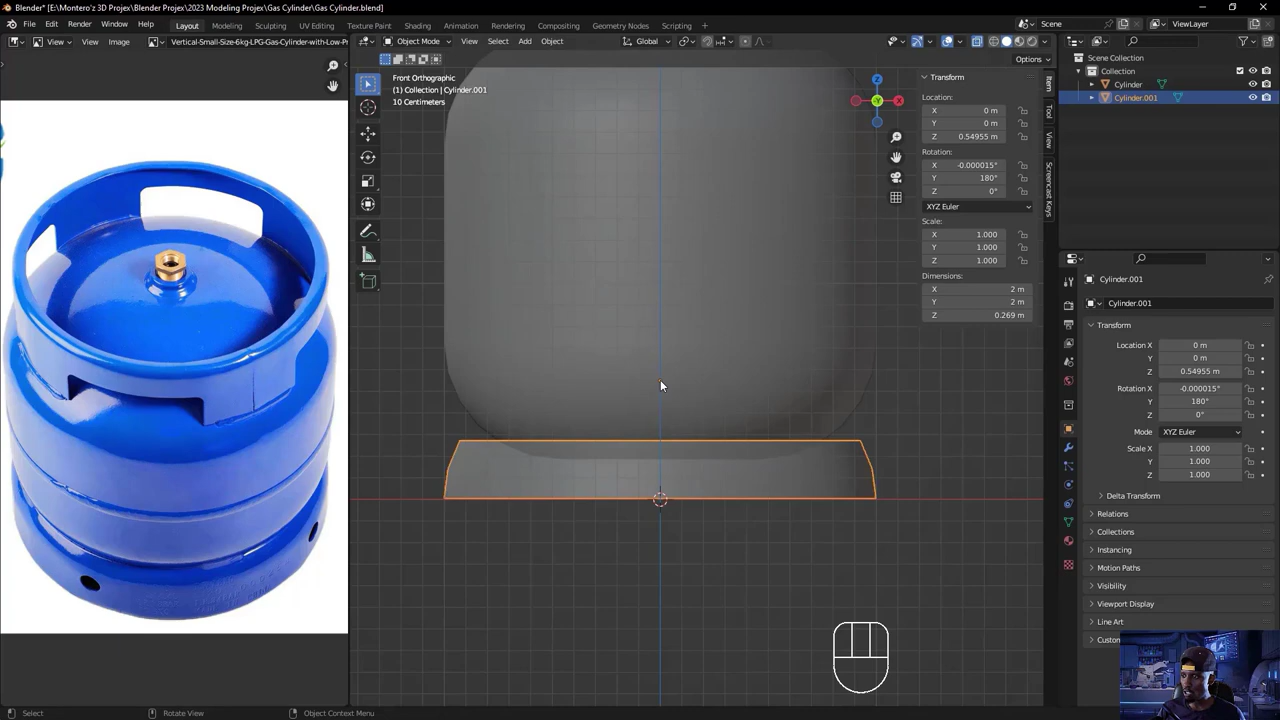 Blender* [E:\Montero'z 3D Projex\Blender Projex\2023 Modeling Projex\Gas Cylinder\Gas Cylinder.blend]
File Edit Render Window Help Layout Modeling Sculpting UV Editing Texture Paint Shading Animation Rendering Compositing Geometry Nodes Scripting Scene ViewLayer
View View Image Vertical-Small-Size-6kg-LPG-Gas-Cylinder-with-Low-Pr Object Mode View Select Add Object Global
Options
Scene Collection
Collection
Cylinder
Cylinder.001
Front Orthographic
(1) Collection | Cylinder.001
10 Centimeters
Z
Y
X
Transform
Location:
X 0 m
Y 0 m
Z 0.54955 m
Rotation:
X -0.000015°
Y 180°
Z 0°
XYZ Euler
Scale:
X 1.000
Y 1.000
Z 1.000
Dimensions:
X 2 m
Y 2 m
Z 0.269 m
Item
Tool
View
Screencast Keys
Cylinder.001
Cylinder.001
Transform
Location X 0 m
Y 0 m
Z 0.54955 m
Rotation X -0.000015°
Y 180°
Z 0°
Mode XYZ Euler
Scale X 1.000
Y 1.000
Z 1.000
Delta Transform
Relations
Collections
Instancing
Motion Paths
Visibility
Viewport Display
Line Art
Custom
Select Rotate View Object Context Menu